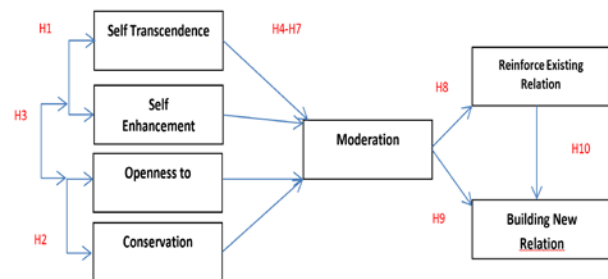 H1
Self Transcendence
H4-H7
Reinforce Existing
Relation
H8
Self
Enhancement
H3
Moderation
H10
Openness to
H9
Building New
Relation
H2
Conservation